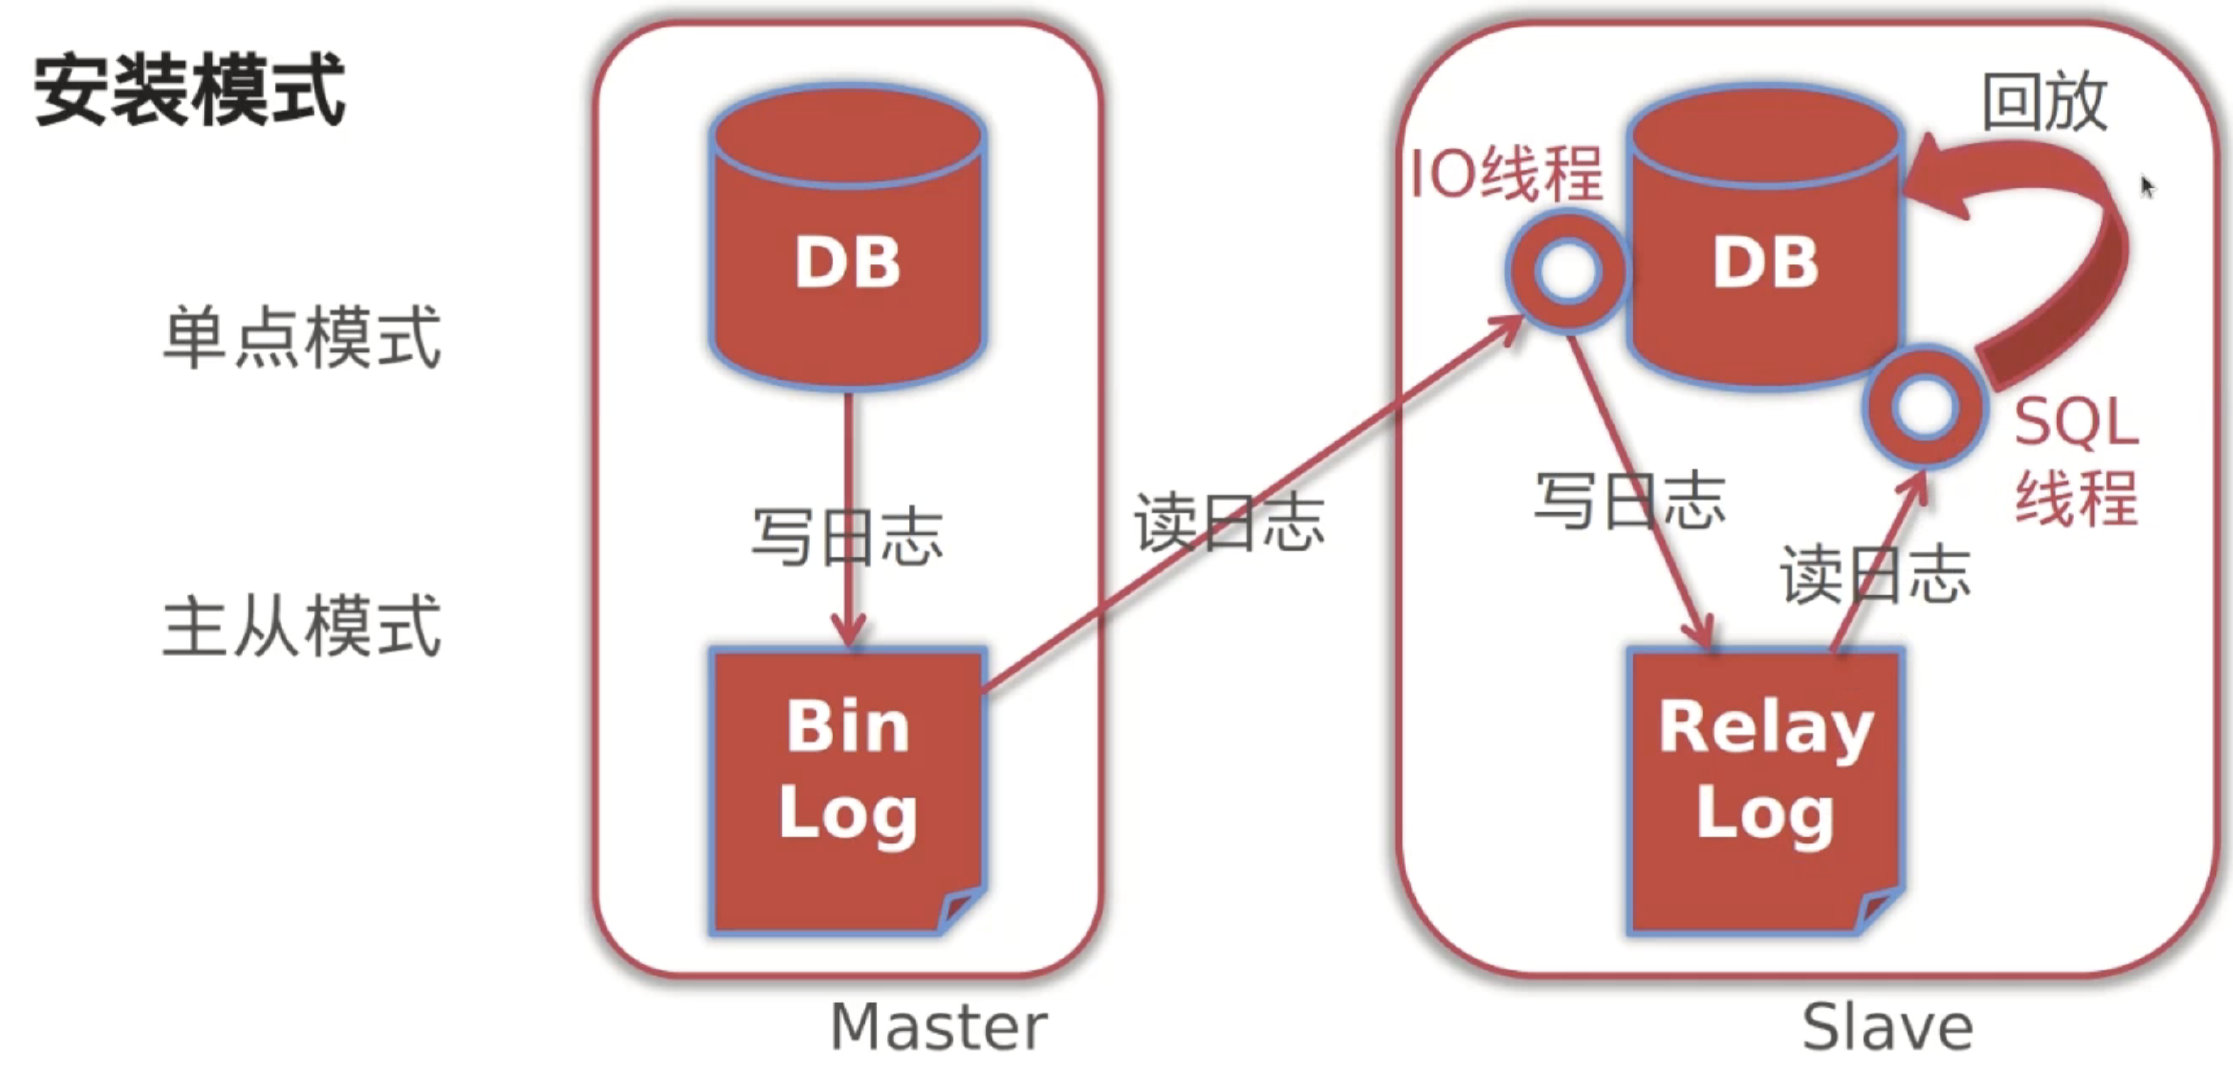 安装模式
单点模式
主从模式
DB
写日志
Bin
Log
Master
读日志
IO线程
DB
回放
SQL
线程
写日志
读日志
Relay
Log
Slave